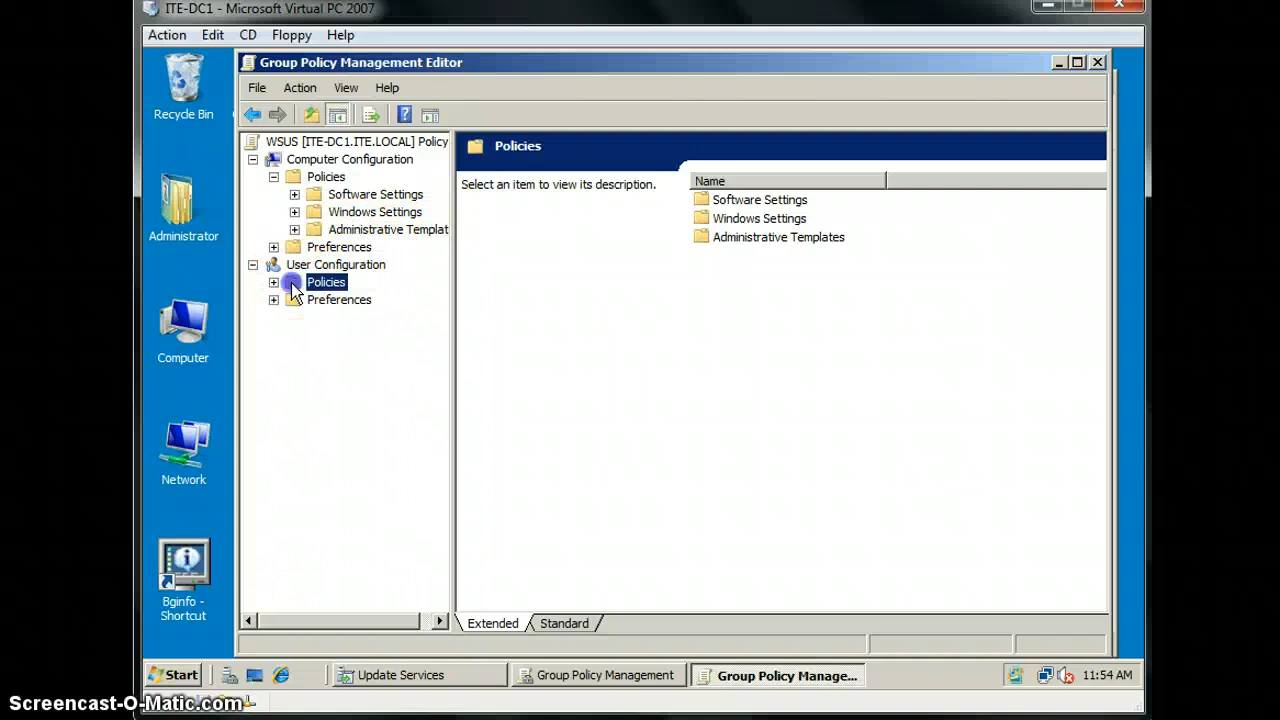 ITE-DC1 - Microsoft Virtual PC 2007
Action Edit CD Floppy Help
Recycle Bin
Administrator
Computer
Network
Bginfo -
Shortcut
Group Policy Management Editor
File Action View Help
WSUS [ITE-DC1.ITE.LOCAL] Policy
Computer Configuration
Policies
Software Settings
Windows Settings
Administrative Templat
Preferences
User Configuration
Policies
Preferences
Policies
Select an item to view its description.
Name
Software Settings
Windows Settings
Administrative Templates
Extended Standard
Start Update Services Group Policy Management Group Policy Manage... 11:54 AM
Screencast-O-Matic.com